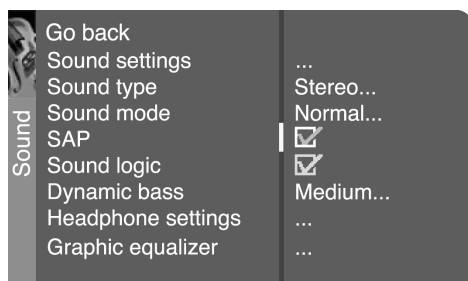 Sound
Go back
Sound settings ...
Sound type Stereo...
Sound mode Normal...
SAP
Sound logic
Dynamic bass Medium...
Headphone settings ...
Graphic equalizer ...